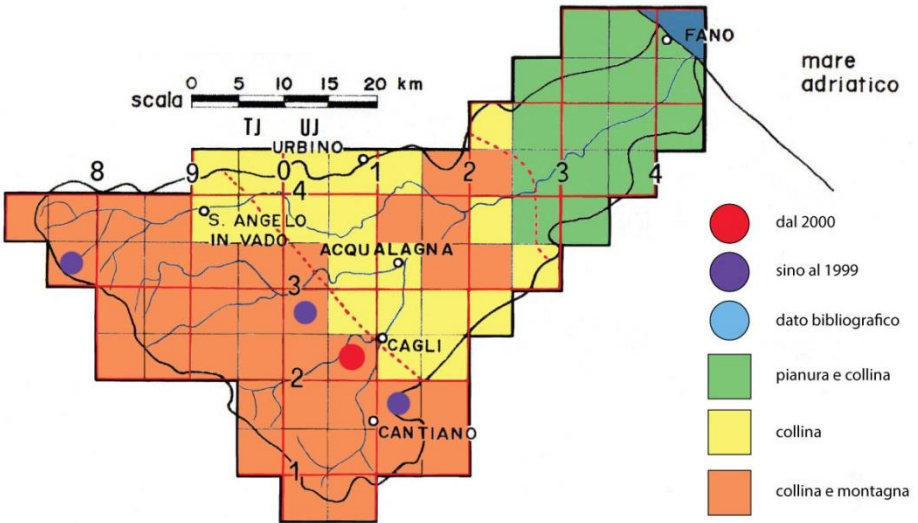 FANO
mare
adriatico
scala 0 5 10 15 20 km
TJ UJ
URBINO
8 9 0 1 2 3 4
4
S. ANGELO
IN VADO
ACQUALAGNA
3
CAGLI
2
CANTIANO
1
dal 2000
sino al 1999
dato bibliografico
pianura e collina
collina
collina e montagna